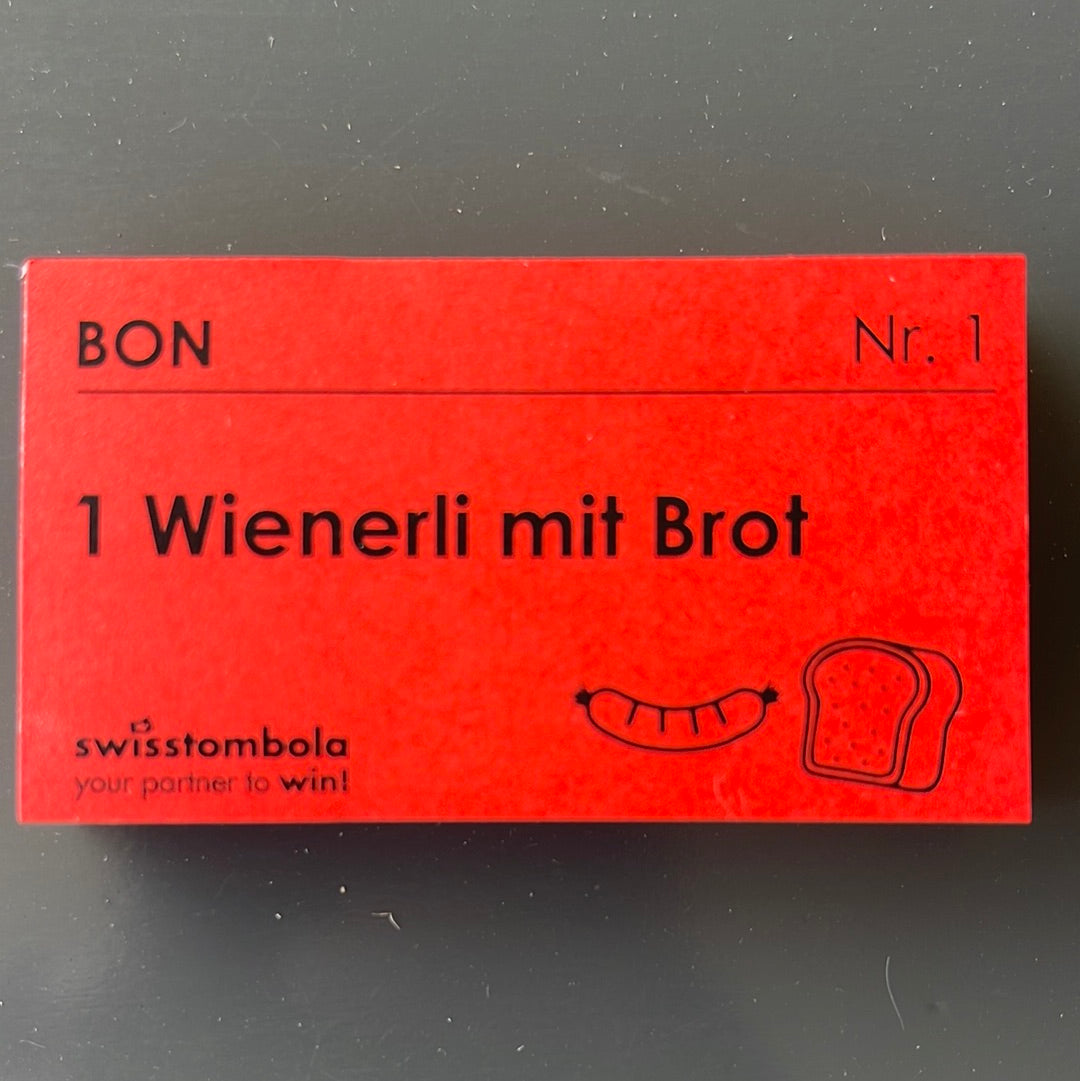 BON Nr. 1
1 Wienerli mit Brot
swisstombola
your partner to win!